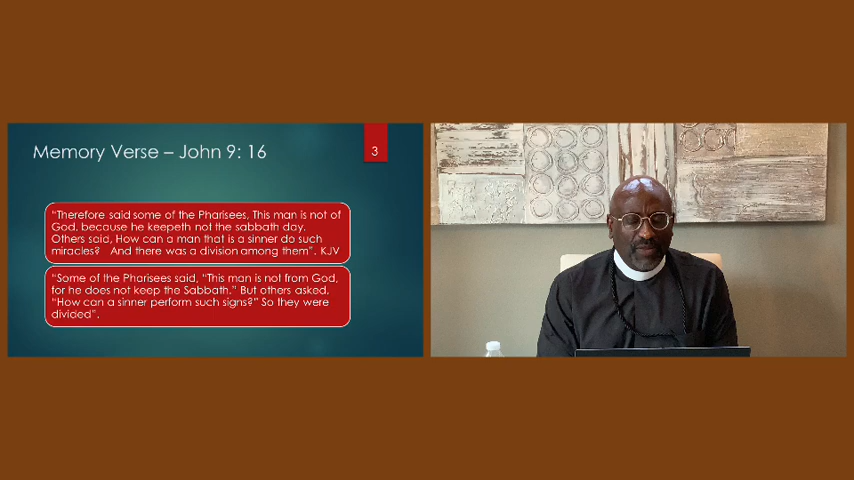 Memory Verse – John 9: 16
3
“Therefore said some of the Pharisees, This man is not of
God, because he keepeth not the sabbath day.
Others said, How can a man that is a sinner do such
miracles? And there was a division among them”. KJV
“Some of the Pharisees said, “This man is not from God,
for he does not keep the Sabbath.” But others asked,
“How can a sinner perform such signs?” So they were
divided”.